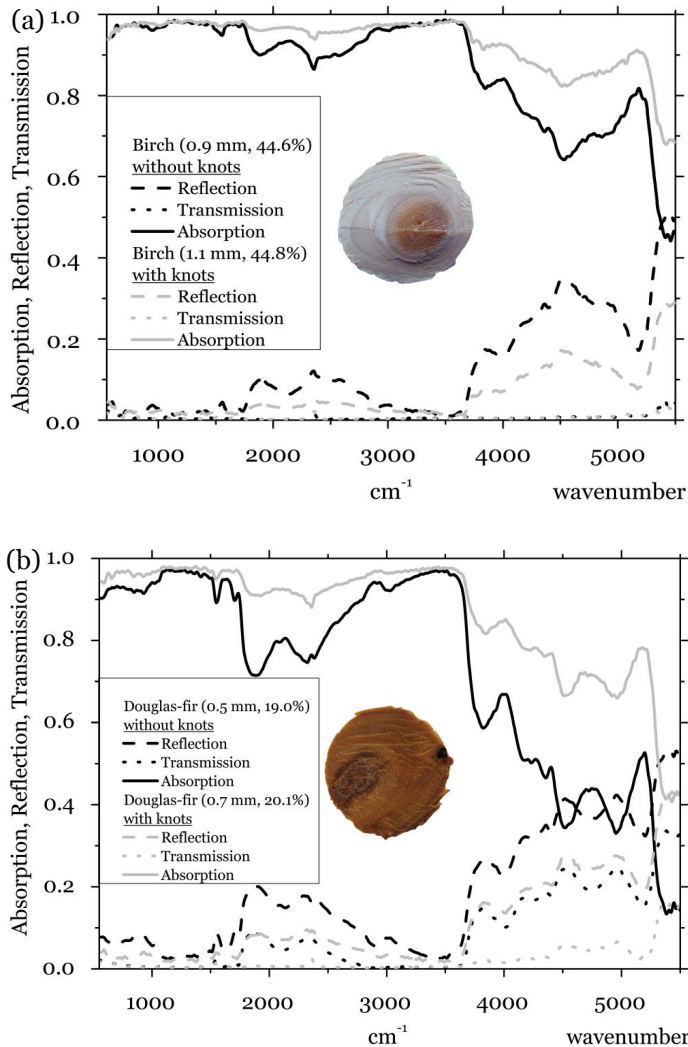 (a)
Absorption, Reflection, Transmission
1.0
0.8
0.6
0.4
0.2
0.0
Birch (0.9 mm, 44.6%)
without knots
Reflection
Transmission
Absorption
Birch (1.1 mm, 44.8%)
with knots
Reflection
Transmission
Absorption
1000 2000 3000 4000 5000
cm⁻¹ wavenumber
(b)
Absorption, Reflection, Transmission
1.0
0.8
0.6
0.4
0.2
0.0
Douglas-fir (0.5 mm, 19.0%)
without knots
Reflection
Transmission
Absorption
Douglas-fir (0.7 mm, 20.1%)
with knots
Reflection
Transmission
Absorption
1000 2000 3000 4000 5000
cm⁻¹ wavenumber